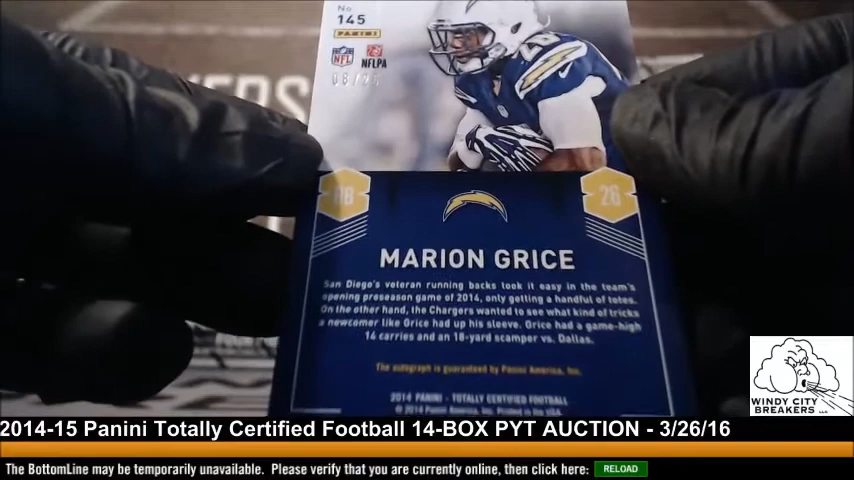 No
145
PANINI
NFL NFLPA
RB
26
MARION GRICE
San Diego's veteran running backs took it easy in the team's
opening preseason game of 2014, only getting a handful of totes.
On the other hand, the Chargers wanted to see what kind of tricks
a newcomer like Grice had up his sleeve. Grice had a game-high
14 carries and an 18-yard scamper vs. Dallas.
The autograph is guaranteed by Panini America, Inc.
2014 PANINI - TOTALLY CERTIFIED FOOTBALL
© 2014 Panini America, Inc. Printed in the USA.
WINDY CITY
BREAKERS LLC
2014-15 Panini Totally Certified Football 14-BOX PYT AUCTION - 3/26/16
The BottomLine may be temporarily unavailable. Please verify that you are currently online, then click here: RELOAD